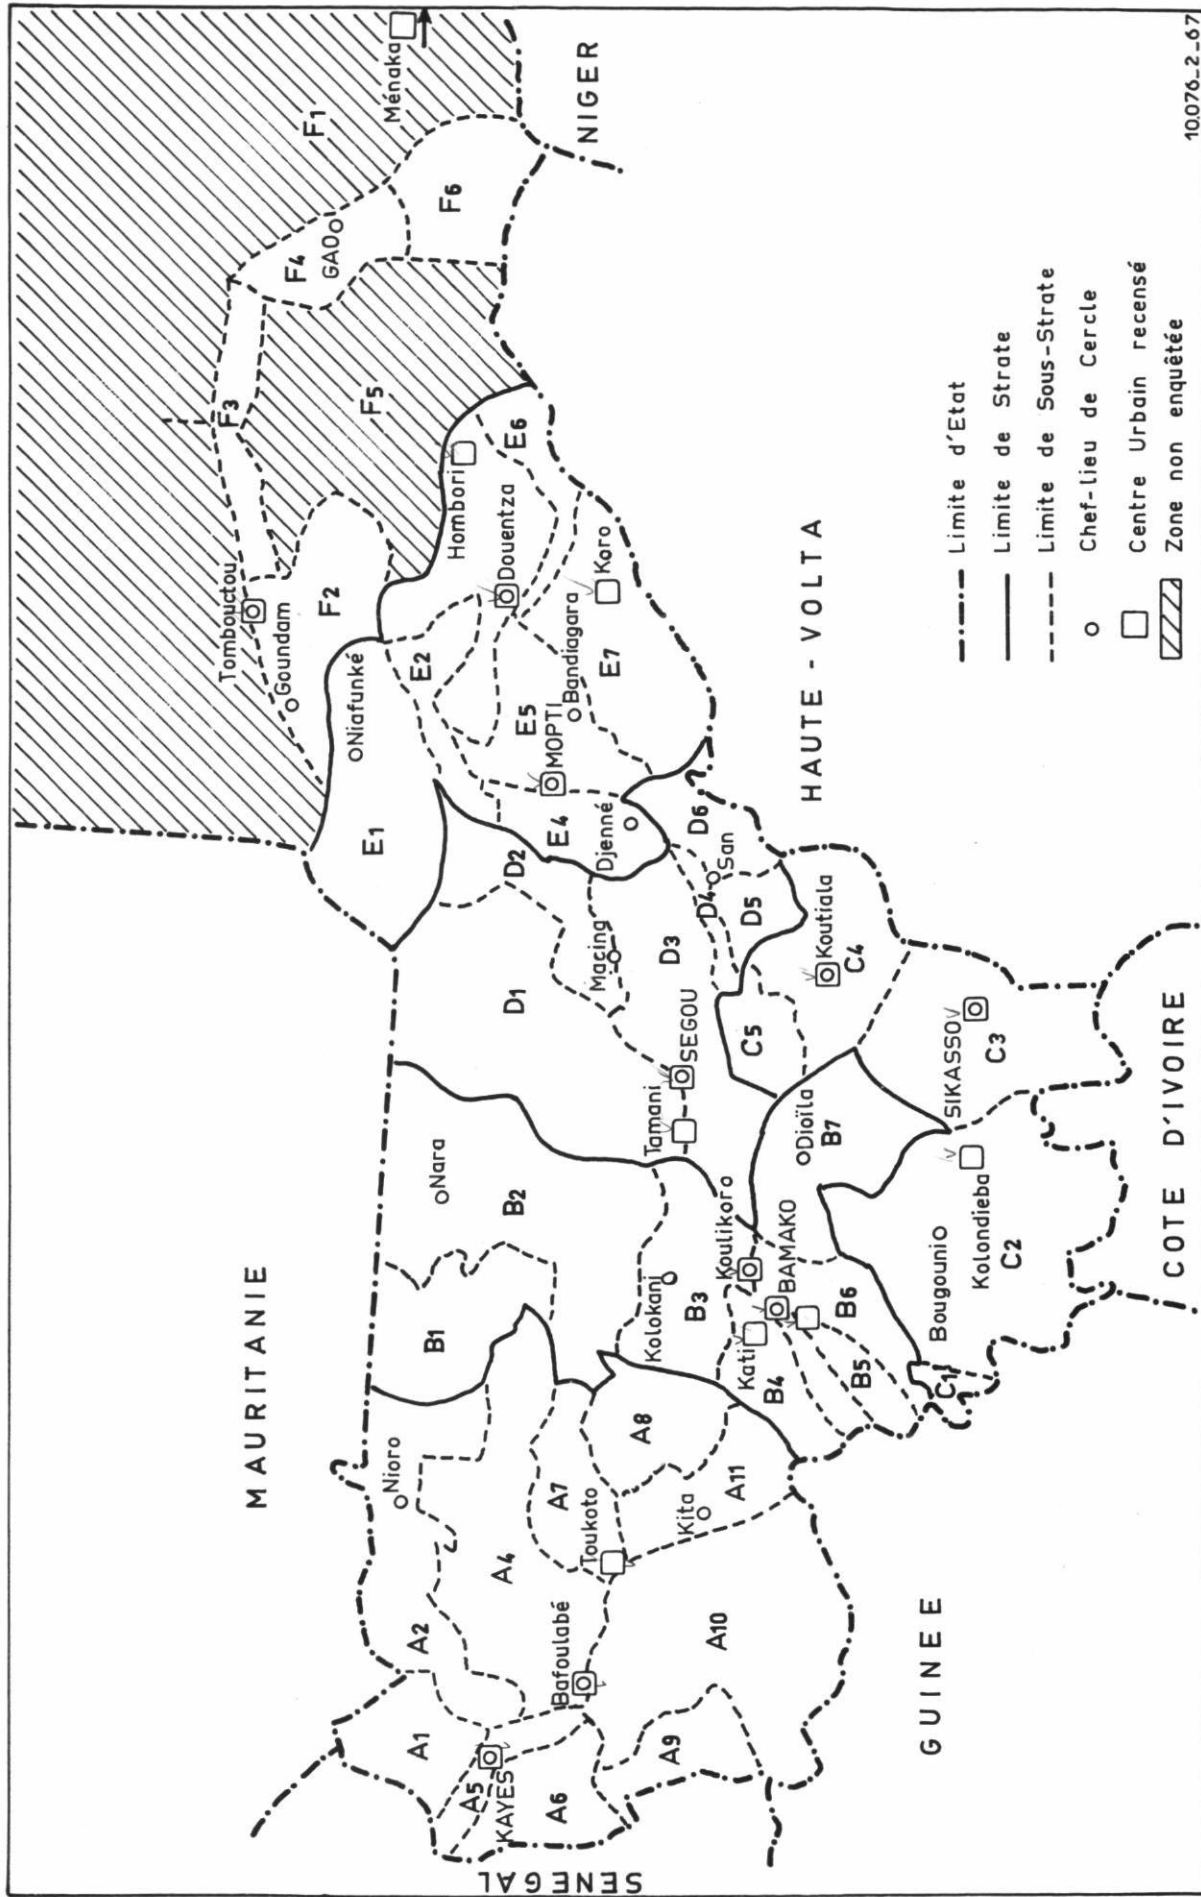 MAURITANIE
SENEGAL
GUINEE
COTE D'IVOIRE
HAUTE - VOLTA
NIGER
A1
A2
A4
A5
A6
A7
A8
A9
A10
A11
KAYES
Bafoulabé
Toukoto
Nioro
Kita
B1
B2
B3
B4
B5
B6
B7
Nara
Kolokani
Kati
BAMAKO
Koulikoro
Dioïla
C1
C2
C3
C4
C5
Bougounio
Kolondieba
SIKASSO
Koutiala
D1
D2
D3
D4
D5
D6
Tamani
SEGOU
Macing
San
E1
E2
E4
E5
E6
E7
Niafunké
Djenné
MOPTI
Bandiagara
Douentza
Koro
Hombori
F1
F2
F3
F4
F5
F6
Tombouctou
Goundam
GAO
Ménaka
Limite d'Etat
Limite de Strate
Limite de Sous-Strate
Chef-lieu de Cercle
Centre Urbain recensé
Zone non enquêtée
10.076_2_67